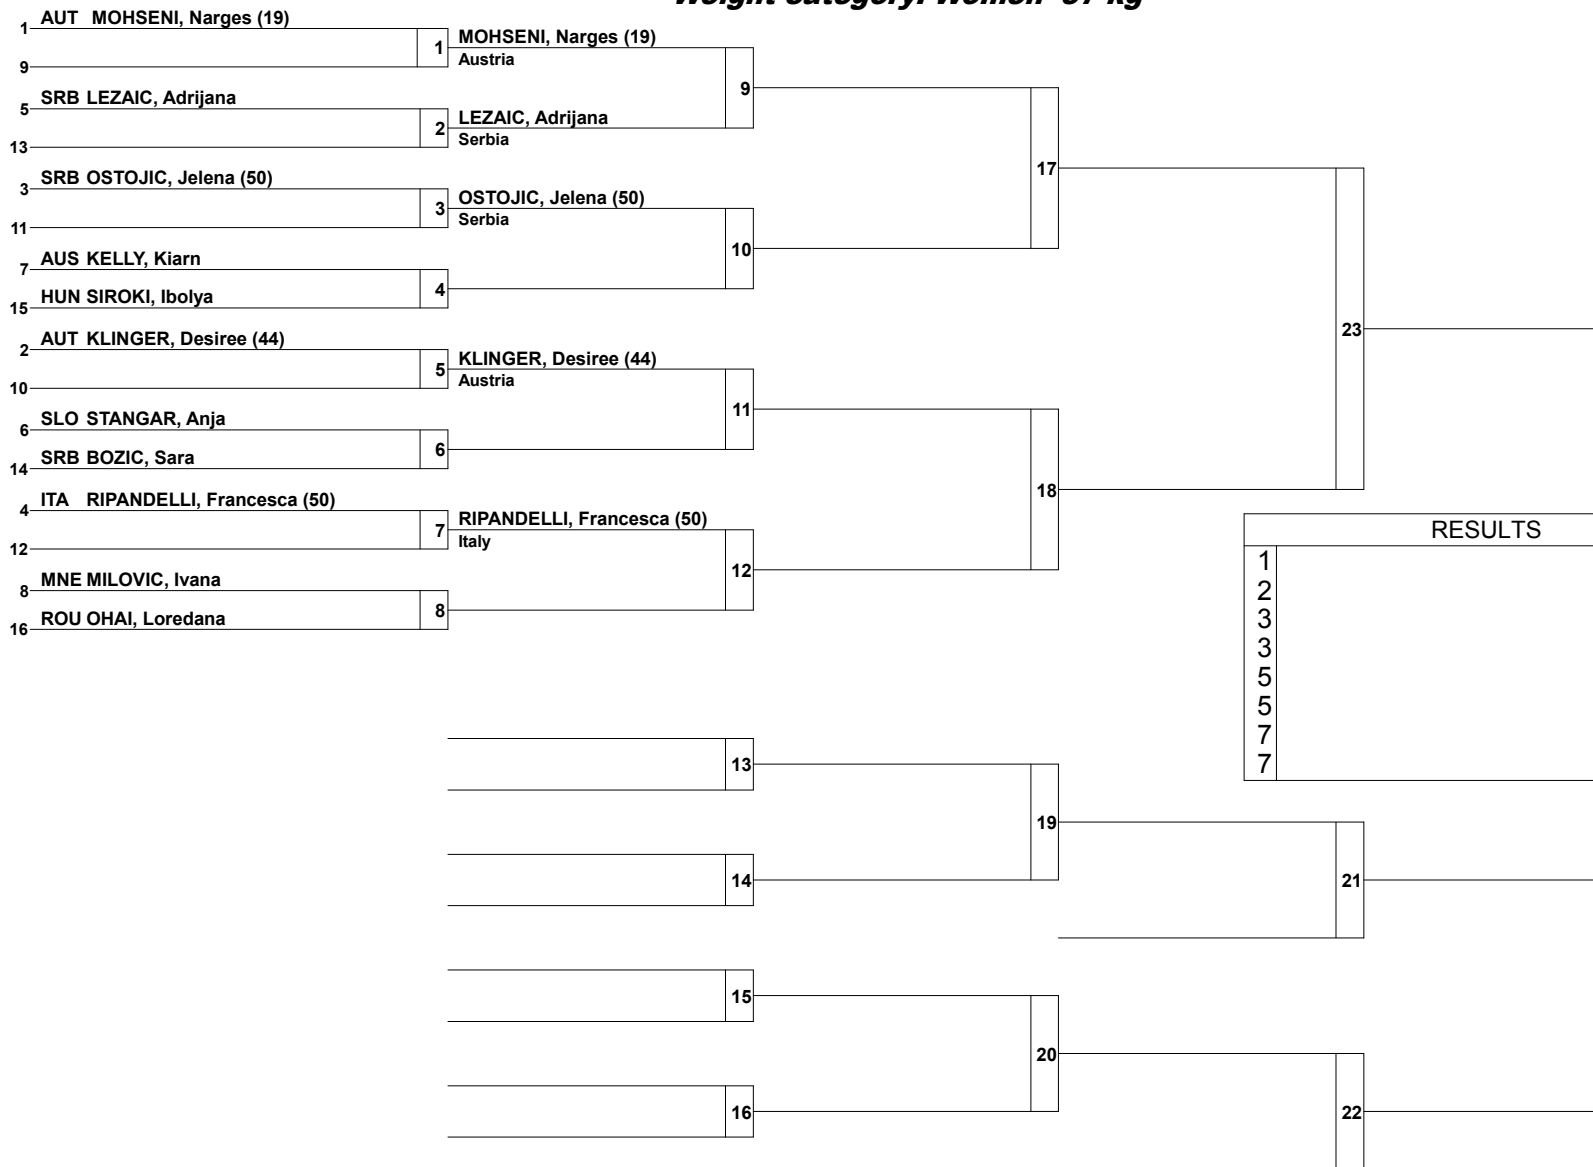 Weight category: Women -57 kg
1 AUT MOHSENI, Narges (19)
9
1 MOHSENI, Narges (19)
Austria
5 SRB LEZAIC, Adrijana
13
2 LEZAIC, Adrijana
Serbia
9
3 SRB OSTOJIC, Jelena (50)
11
3 OSTOJIC, Jelena (50)
Serbia
7 AUS KELLY, Kiarn
15 HUN SIROKI, Ibolya
4
10
17
2 AUT KLINGER, Desiree (44)
10
5 KLINGER, Desiree (44)
Austria
6 SLO STANGAR, Anja
14 SRB BOZIC, Sara
6
11
4 ITA RIPANDELLI, Francesca (50)
12
7 RIPANDELLI, Francesca (50)
Italy
8 MNE MILOVIC, Ivana
16 ROU OHAI, Loredana
8
12
18
23
RESULTS
1
2
3
3
5
5
7
7
13
14
19
21
15
16
20
22